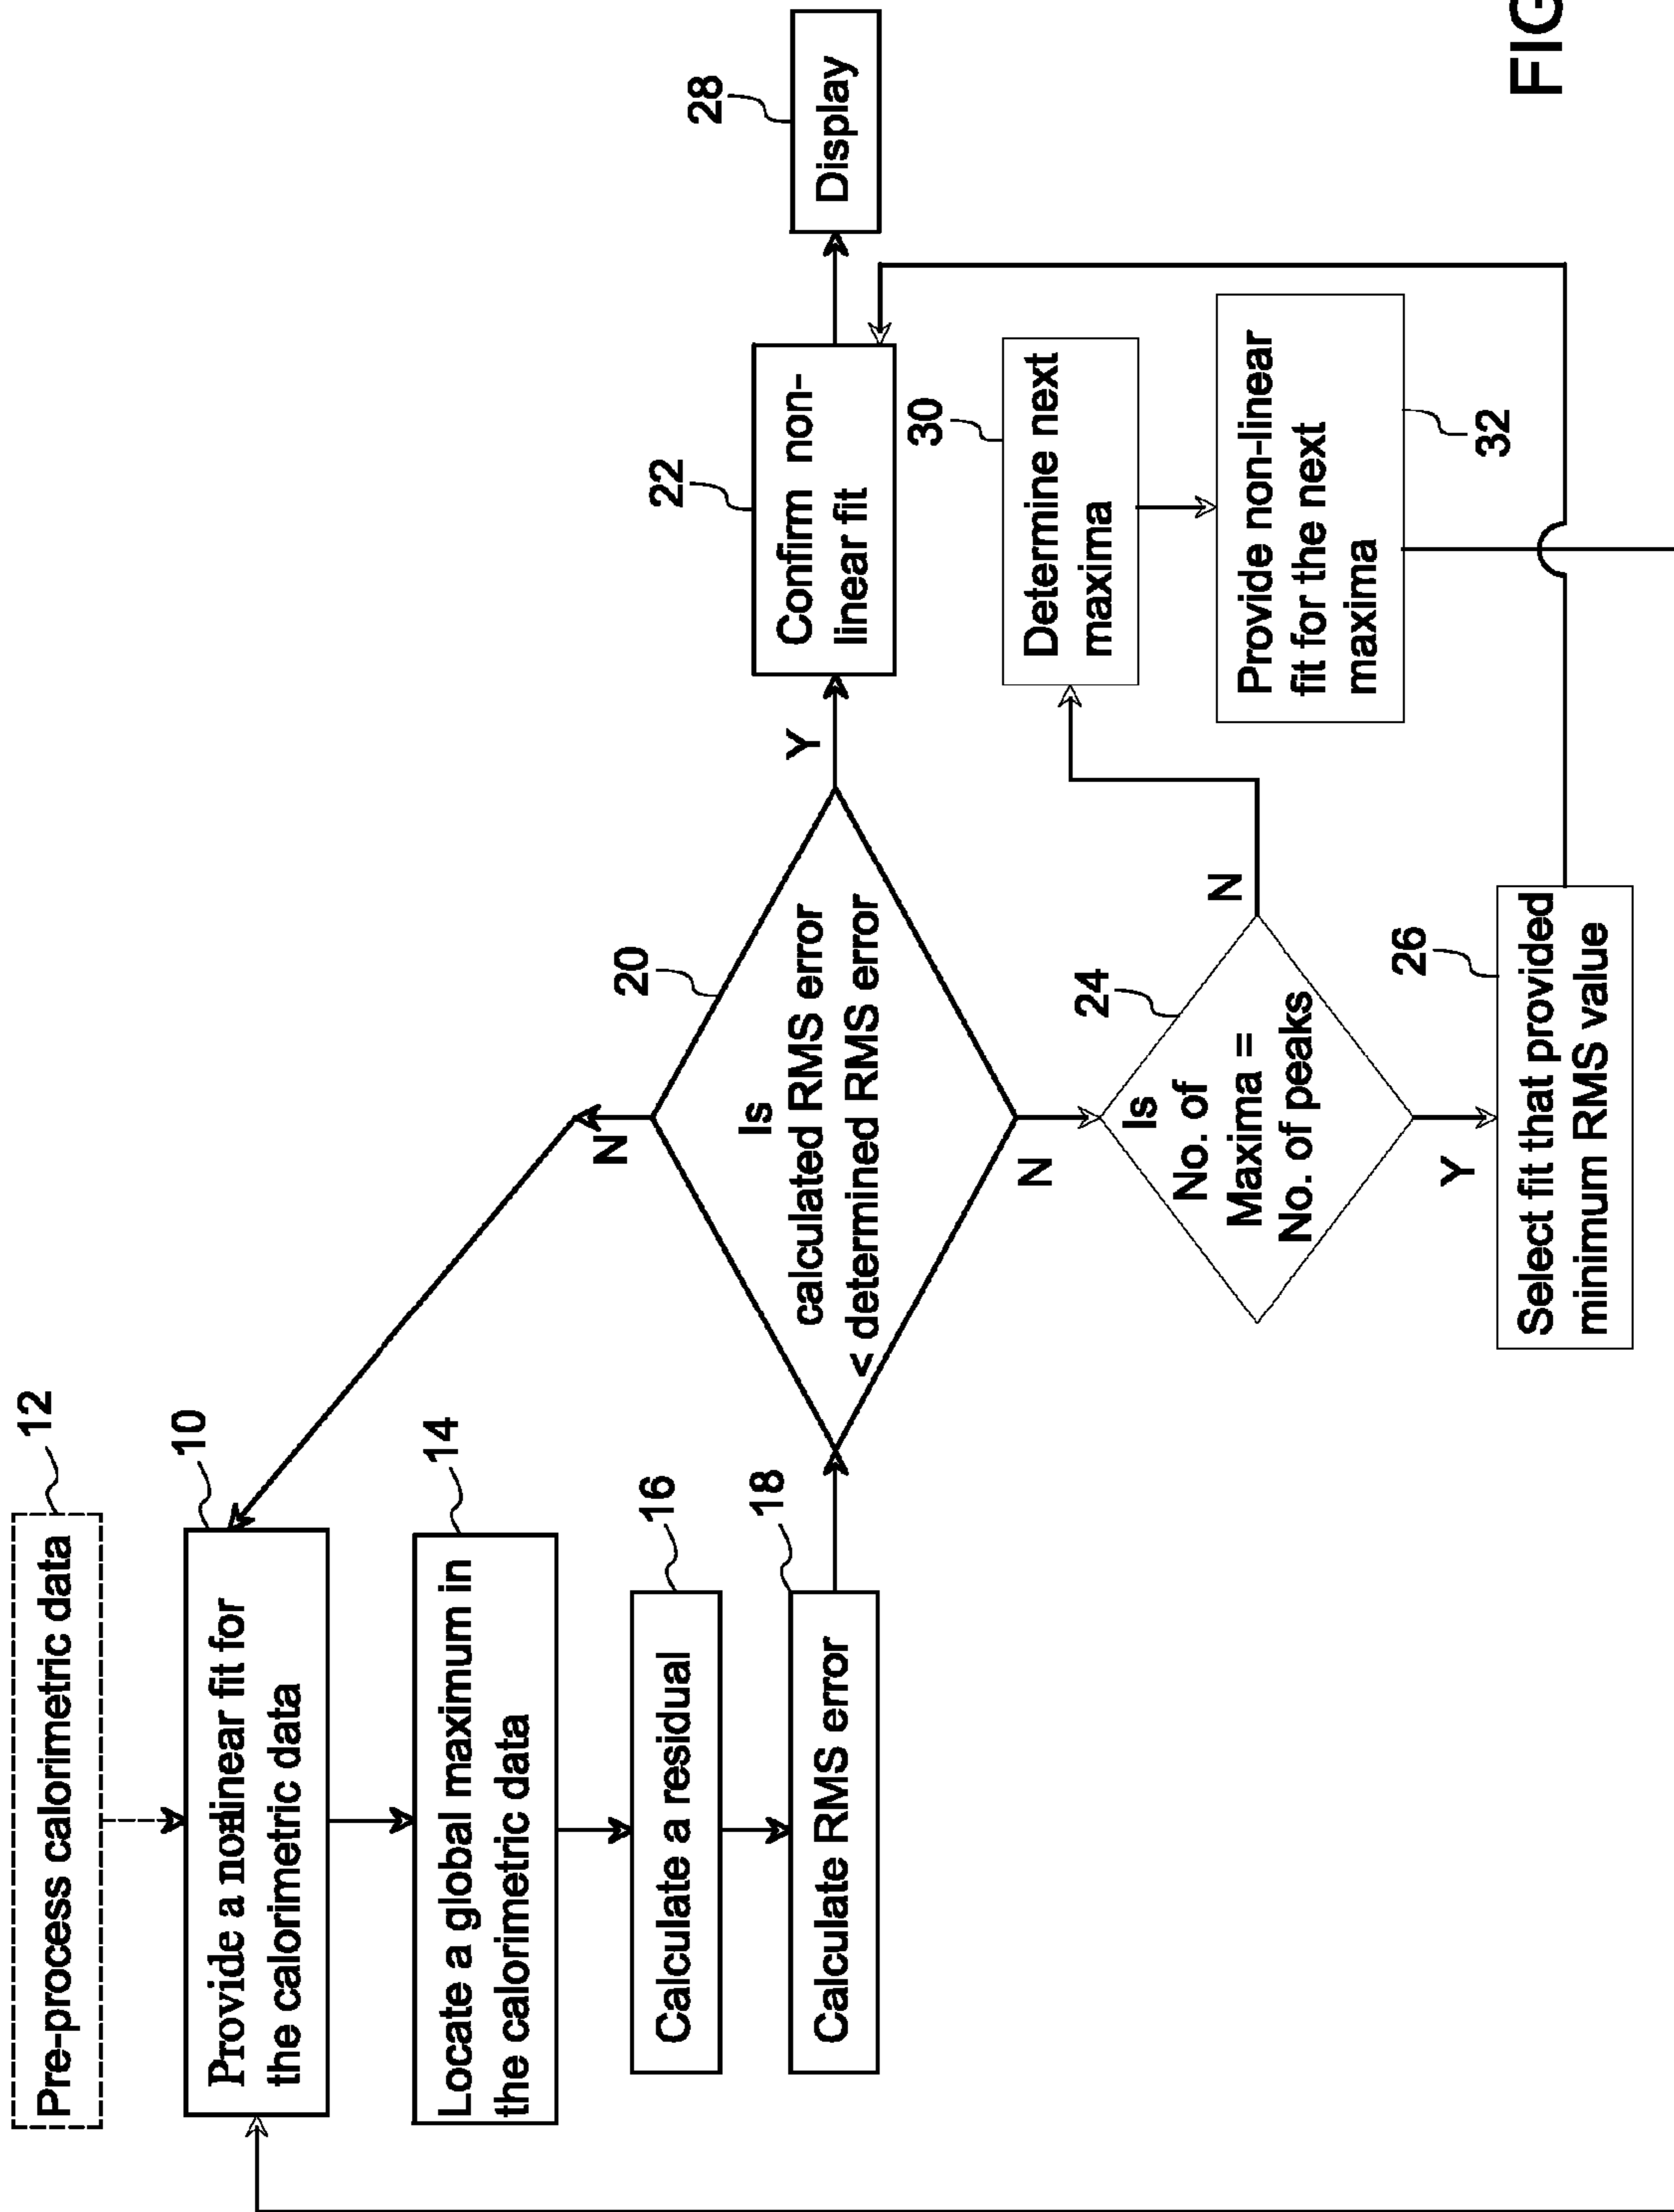 12
Pre-process calorimetric data
10
Provide a nonlinear fit for
the calorimetric data
14
Locate a global maximum in
the calorimetric data
16
Calculate a residual
18
Calculate RMS error
20
Is
calculated RMS error
< determined RMS error
N
Y
N
22
Confirm non-
linear fit
28
Display
24
Is
No. of
Maxima =
No. of peaks
N
Y
30
Determine next
maxima
Provide non-linear
fit for the next
maxima
32
26
Select fit that provided
minimum RMS value
FIG